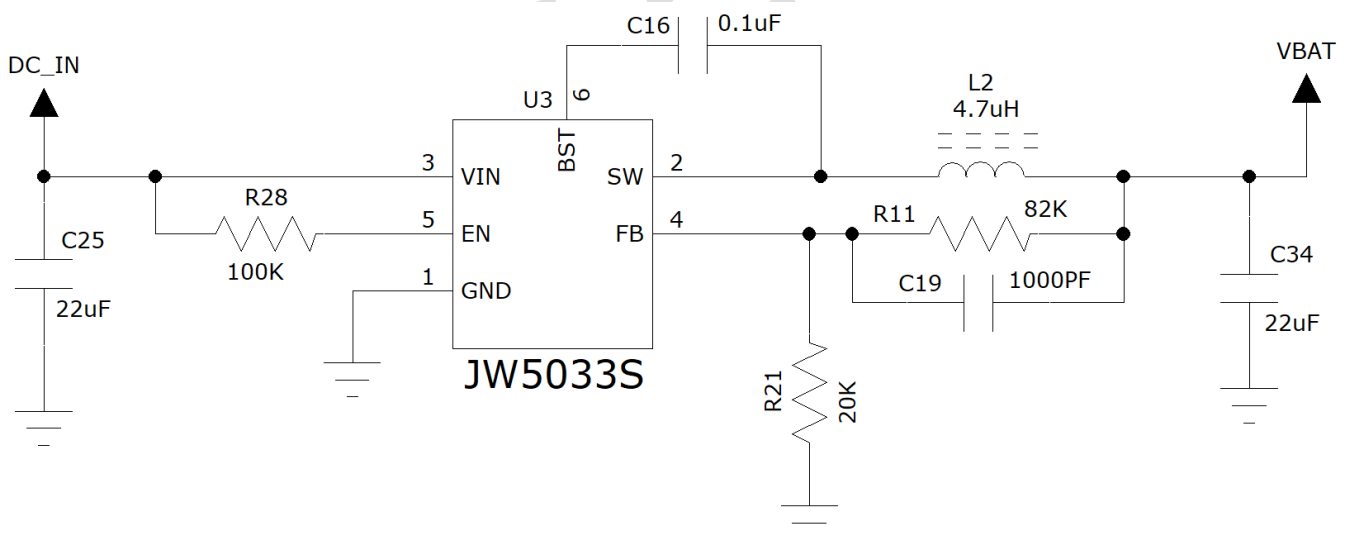 C16
0.1uF
DC_IN
VBAT
L2
4.7uH
U3
6
BST
3
VIN
SW
2
R28
100K
5
EN
FB
4
R11
82K
C25
22uF
1
GND
C19
1000PF
C34
22uF
JW5033S
R21
20K